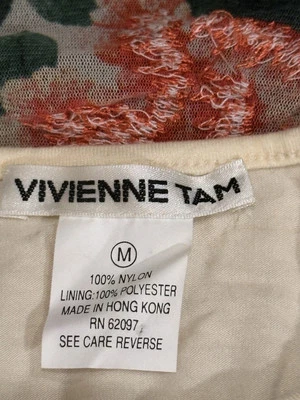 VIVIENNE TAM
M
100% NYLON
LINING:100% POLYESTER
MADE IN HONG KONG
RN 62097
SEE CARE REVERSE